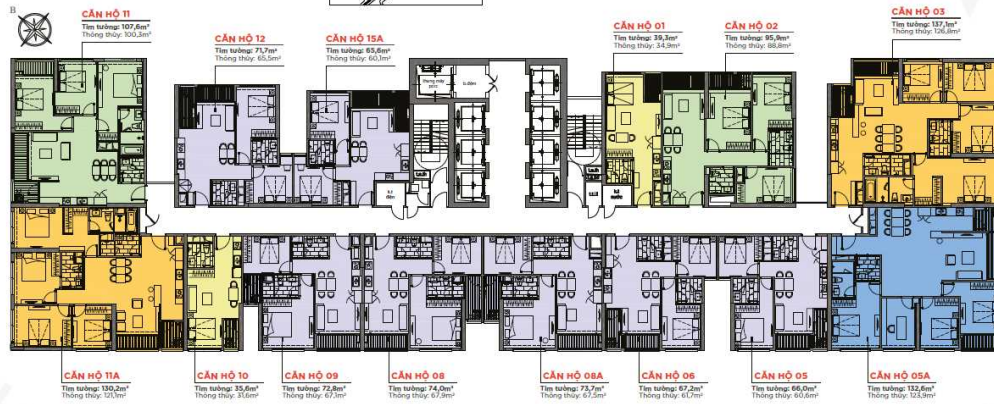 B
CĂN HỘ 11
Tim tường: 107,6m²
Thông thủy: 100,3m²
CĂN HỘ 12
Tim tường: 71,7m²
Thông thủy: 65,5m²
CĂN HỘ 15A
Tim tường: 65,6m²
Thông thủy: 60,1m²
CĂN HỘ 01
Tim tường: 39,3m²
Thông thủy: 34,9m²
CĂN HỘ 02
Tim tường: 95,9m²
Thông thủy: 88,8m²
CĂN HỘ 03
Tim tường: 137,1m²
Thông thủy: 126,8m²
CĂN HỘ 11A
Tim tường: 130,2m²
Thông thủy: 121,1m²
CĂN HỘ 10
Tim tường: 35,6m²
Thông thủy: 31,6m²
CĂN HỘ 09
Tim tường: 72,8m²
Thông thủy: 67,1m²
CĂN HỘ 08
Tim tường: 74,0m²
Thông thủy: 67,9m²
CĂN HỘ 08A
Tim tường: 73,7m²
Thông thủy: 67,5m²
CĂN HỘ 06
Tim tường: 67,2m²
Thông thủy: 61,7m²
CĂN HỘ 05
Tim tường: 66,0m²
Thông thủy: 60,6m²
CĂN HỘ 05A
Tim tường: 132,6m²
Thông thủy: 123,9m²